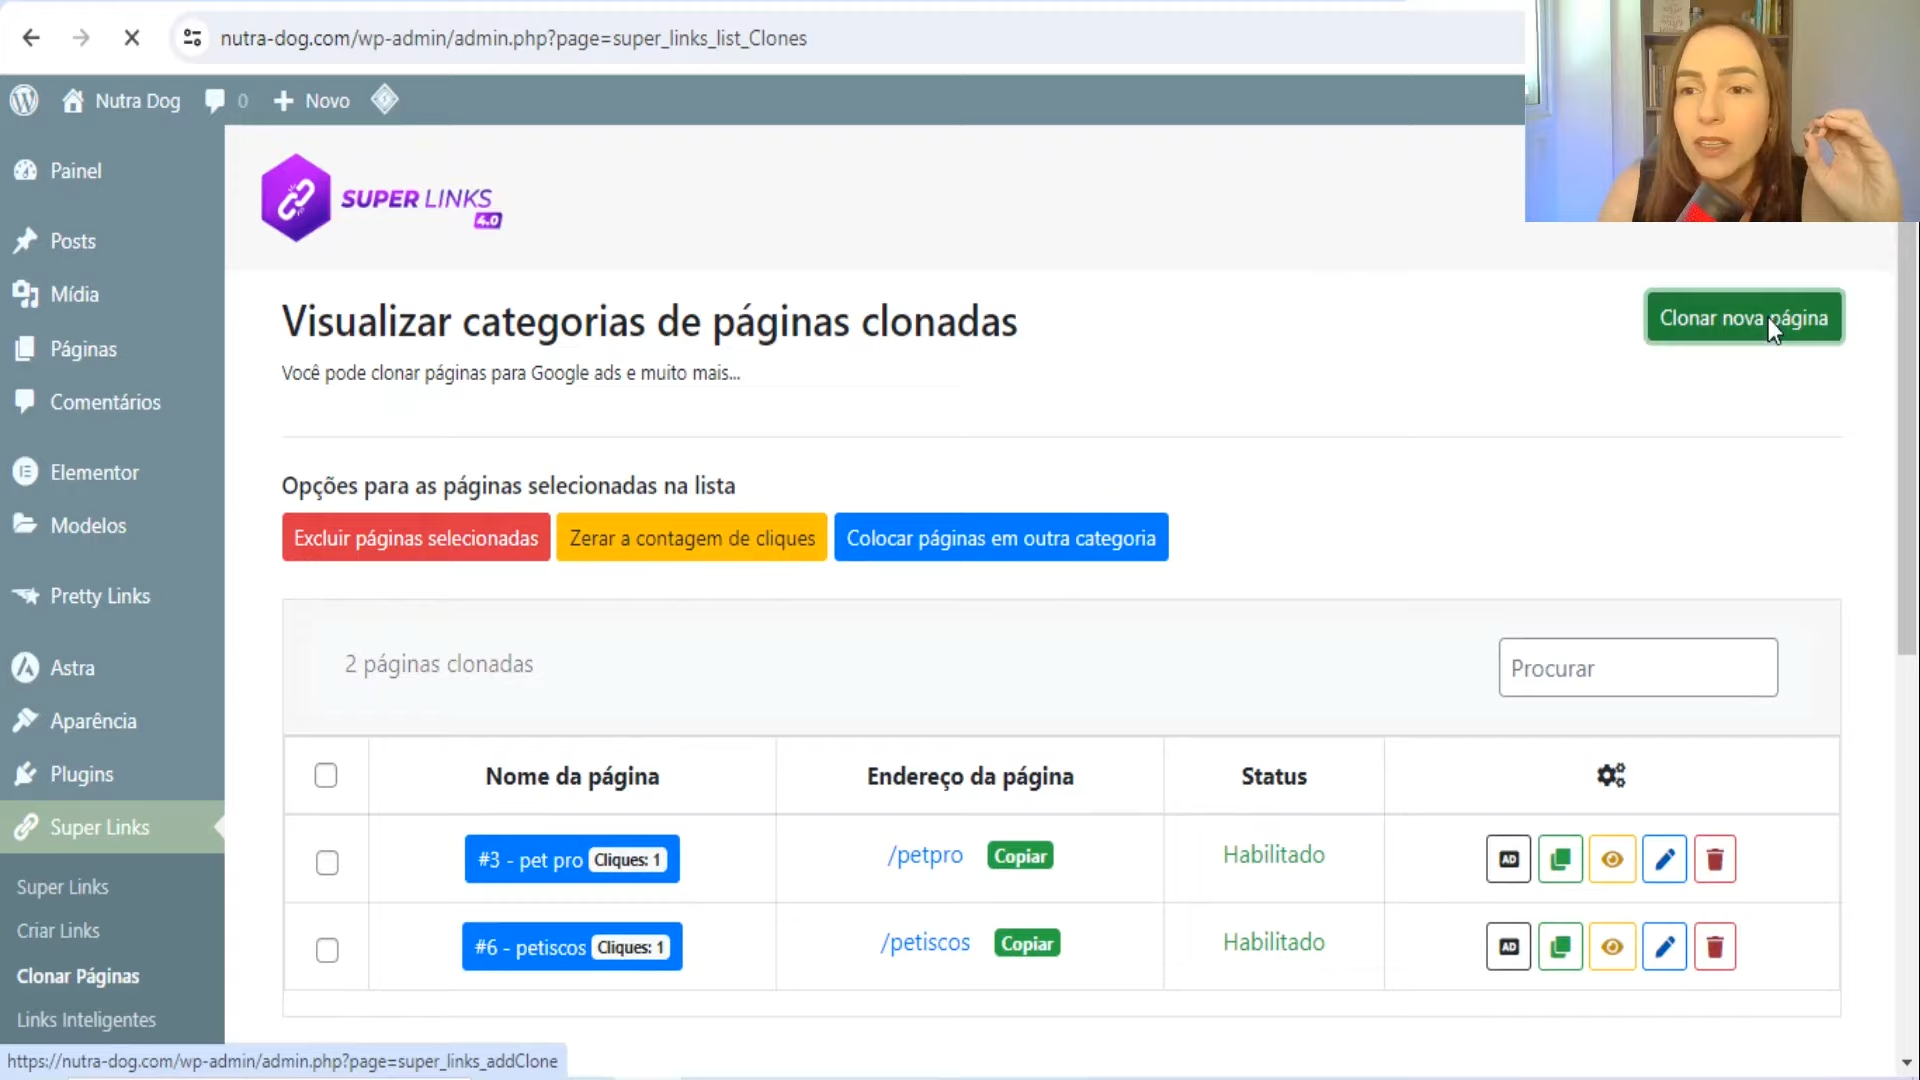 nutra-dog.com/wp-admin/admin.php?page=super_links_list_Clones
Nutra Dog
0
Novo
Painel
Posts
Mídia
Páginas
Comentários
Elementor
Modelos
Pretty Links
Astra
Aparência
Plugins
Super Links
Super Links
Criar Links
Clonar Páginas
Links Inteligentes
SUPER LINKS
4.0
Visualizar categorias de páginas clonadas
Clonar nova página
Você pode clonar páginas para Google ads e muito mais...
Opções para as páginas selecionadas na lista
Excluir páginas selecionadas Zerar a contagem de cliques Colocar páginas em outra categoria
2 páginas clonadas
Procurar
Nome da página Endereço da página Status
#3 - pet pro Cliques: 1 /petpro Copiar Habilitado AD
#6 - petiscos Cliques: 1 /petiscos Copiar Habilitado AD
https://nutra-dog.com/wp-admin/admin.php?page=super_links_addClone